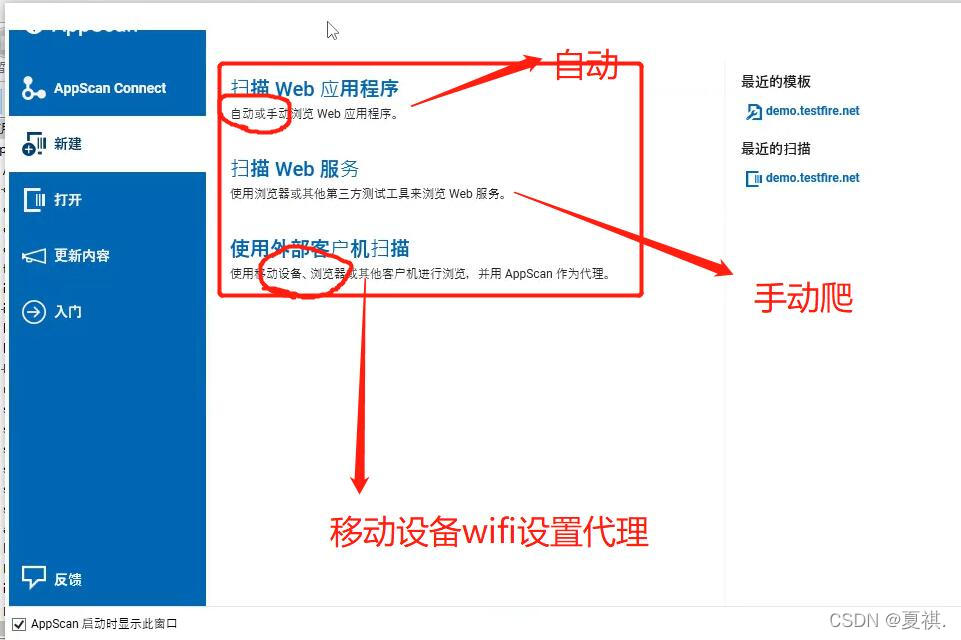 AppScan
AppScan Connect
新建
打开
更新内容
入门
反馈
扫描 Web 应用程序
自动或手动浏览 Web 应用程序。
自动
扫描 Web 服务
使用浏览器或其他第三方测试工具来浏览 Web 服务。
手动爬
使用外部客户机扫描
使用移动设备、浏览器或其他客户机进行浏览，并用 AppScan 作为代理。
移动设备wifi设置代理
最近的模板
demo.testfire.net
最近的扫描
demo.testfire.net
AppScan 启动时显示此窗口
CSDN @夏祺.